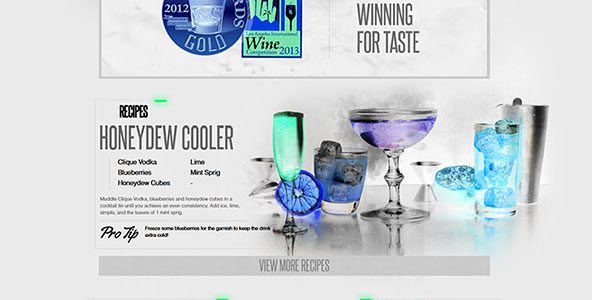 2012
GOLD
RDS
Los Angeles International
Wine
Competition 2013
WINNING
FOR TASTE
RECIPES
HONEYDEW COOLER
Clique Vodka Lime
Blueberries Mint Sprig
Honeydew Cubes -
Muddle Clique Vodka, blueberries and honeydew cubes in a
cocktail tin until you achieve an even consistency. Add ice, lime,
simple, and the leaves of 1 mint sprig.
Pro Tip Freeze some blueberries for the garnish to keep the drink
extra cold!
VIEW MORE RECIPES